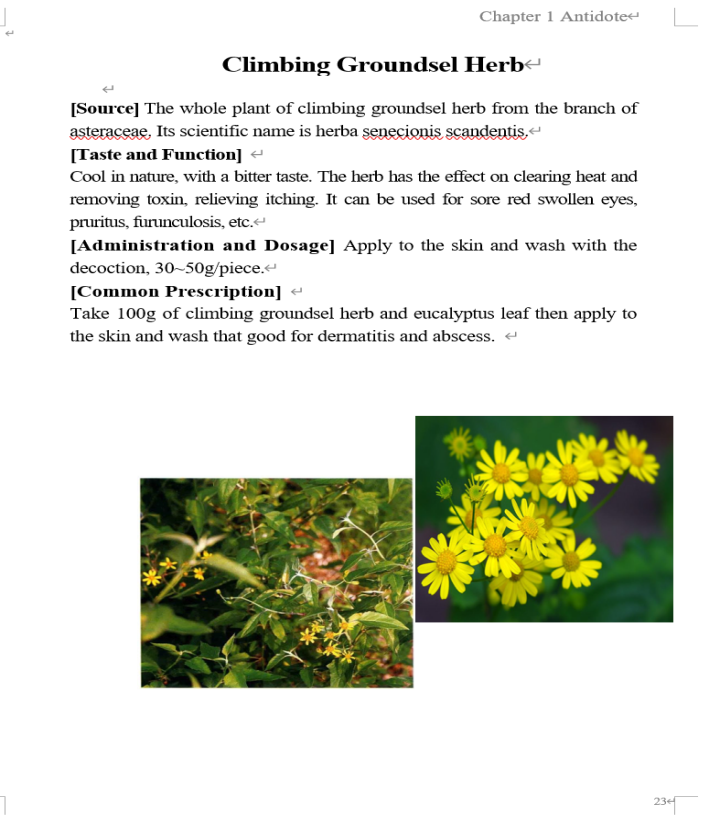 Chapter 1 Antidote
Climbing Groundsel Herb
[Source] The whole plant of climbing groundsel herb from the branch of
asteraceae. Its scientific name is herba senecionis scandentis.
[Taste and Function]
Cool in nature, with a bitter taste. The herb has the effect on clearing heat and
removing toxin, relieving itching. It can be used for sore red swollen eyes,
pruritus, furunculosis, etc.
[Administration and Dosage] Apply to the skin and wash with the
decoction, 30~50g/piece.
[Common Prescription]
Take 100g of climbing groundsel herb and eucalyptus leaf then apply to
the skin and wash that good for dermatitis and abscess.
23